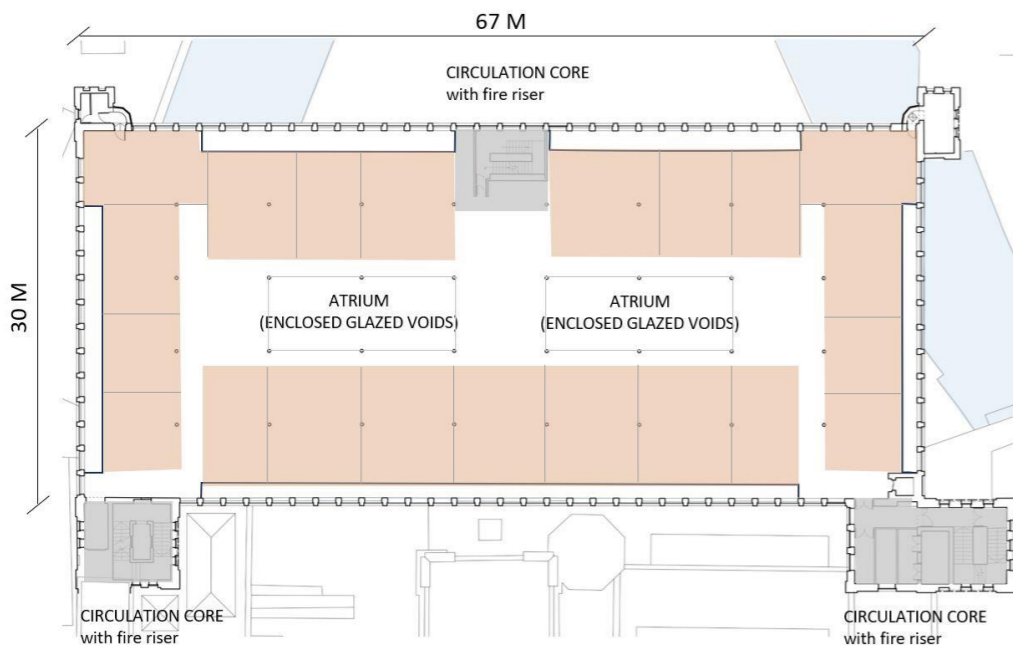 67 M
CIRCULATION CORE
with fire riser
30 M
ATRIUM
(ENCLOSED GLAZED VOIDS)
ATRIUM
(ENCLOSED GLAZED VOIDS)
CIRCULATION CORE
with fire riser
CIRCULATION CORE
with fire riser